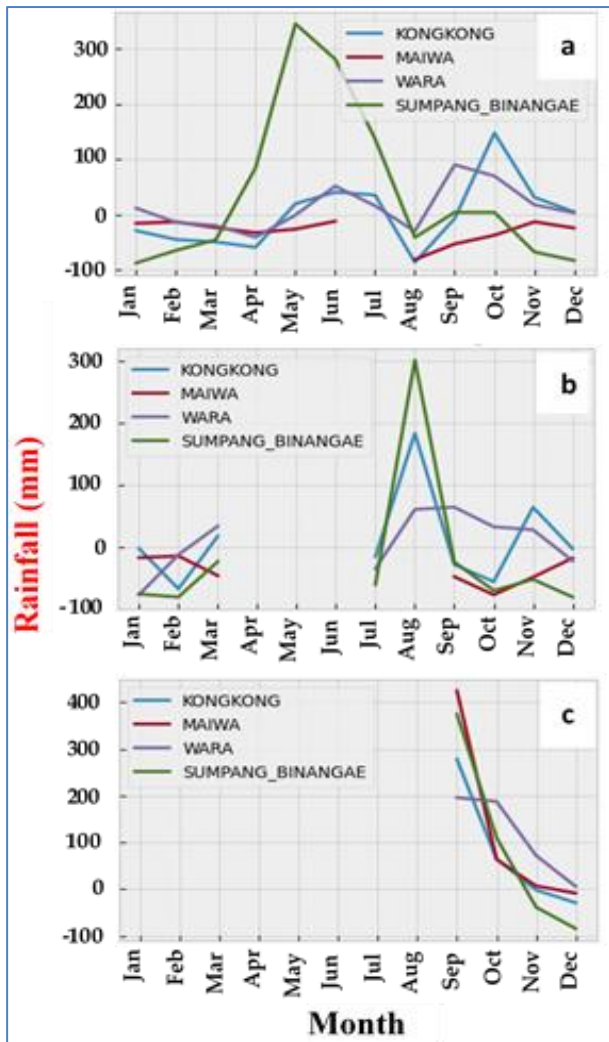 a
KONGKONG
MAIWA
WARA
SUMPANG_BINANGAE
300
200
100
0
-100
Jan Feb Mar Apr May Jun Jul Aug Sep Oct Nov Dec
b
KONGKONG
MAIWA
WARA
SUMPANG_BINANGAE
300
200
100
0
-100
Jan Feb Mar Apr May Jun Jul Aug Sep Oct Nov Dec
Rainfall (mm)
c
KONGKONG
MAIWA
WARA
SUMPANG_BINANGAE
400
300
200
100
0
-100
Jan Feb Mar Apr May Jun Jul Aug Sep Oct Nov Dec
Month